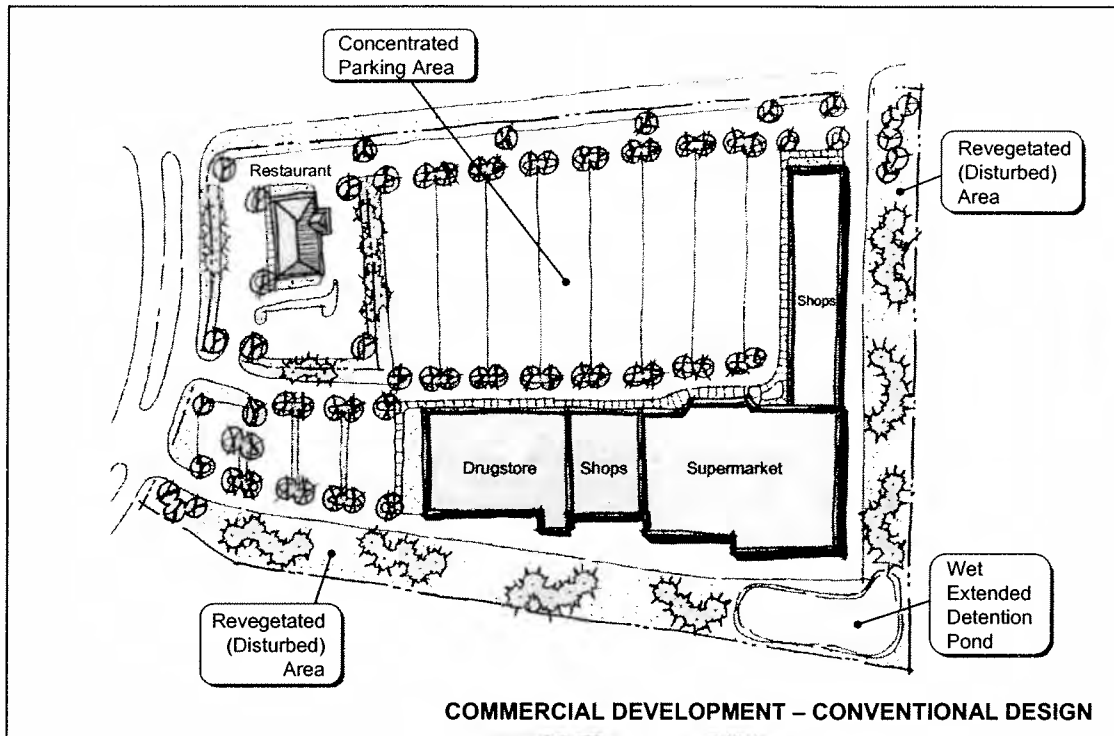 Concentrated
Parking Area
Restaurant
Revegetated
(Disturbed)
Area
Shops
Drugstore
Shops
Supermarket
Revegetated
(Disturbed)
Area
Wet
Extended
Detention
Pond
COMMERCIAL DEVELOPMENT – CONVENTIONAL DESIGN